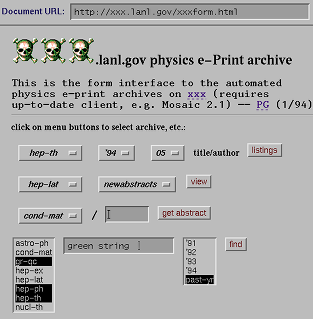 Document URL: http://xxx.lanl.gov/xxxform.html
.lanl.gov physics e-Print archive
This is the form interface to the automated
physics e-print archives on xxx (requires
up-to-date client, e.g. Mosaic 2.1) -- PG (1/94)
click on menu buttons to select archive, etc.:
hep-th '94 05 title/author listings
hep-lat newabstracts view
cond-mat / get abstract
astro-ph
cond-mat
gr-qc
hep-ex
hep-lat
hep-ph
hep-th
nucl-th
green string
'91
'92
'93
'94
past-yr
find